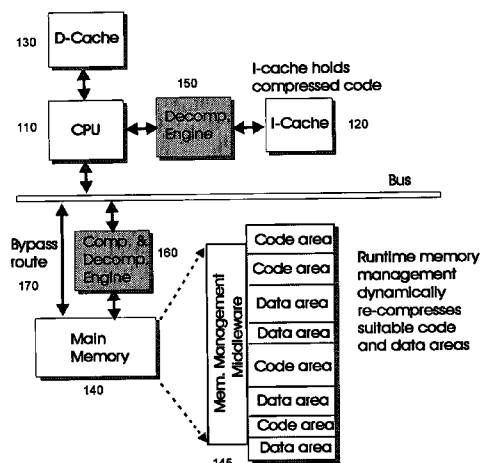 130
D-Cache
150
I-cache holds
compressed code
110
CPU
Decomp.
Engine
I-Cache
120
Bus
Bypass
route
170
Comp. &
Decomp.
Engine
160
Main
Memory
140
Mem. Management
Middleware
145
Code area
Code area
Data area
Data area
Code area
Data area
Code area
Data area
Runtime memory
management
dynamically
re-compresses
suitable code
and data areas